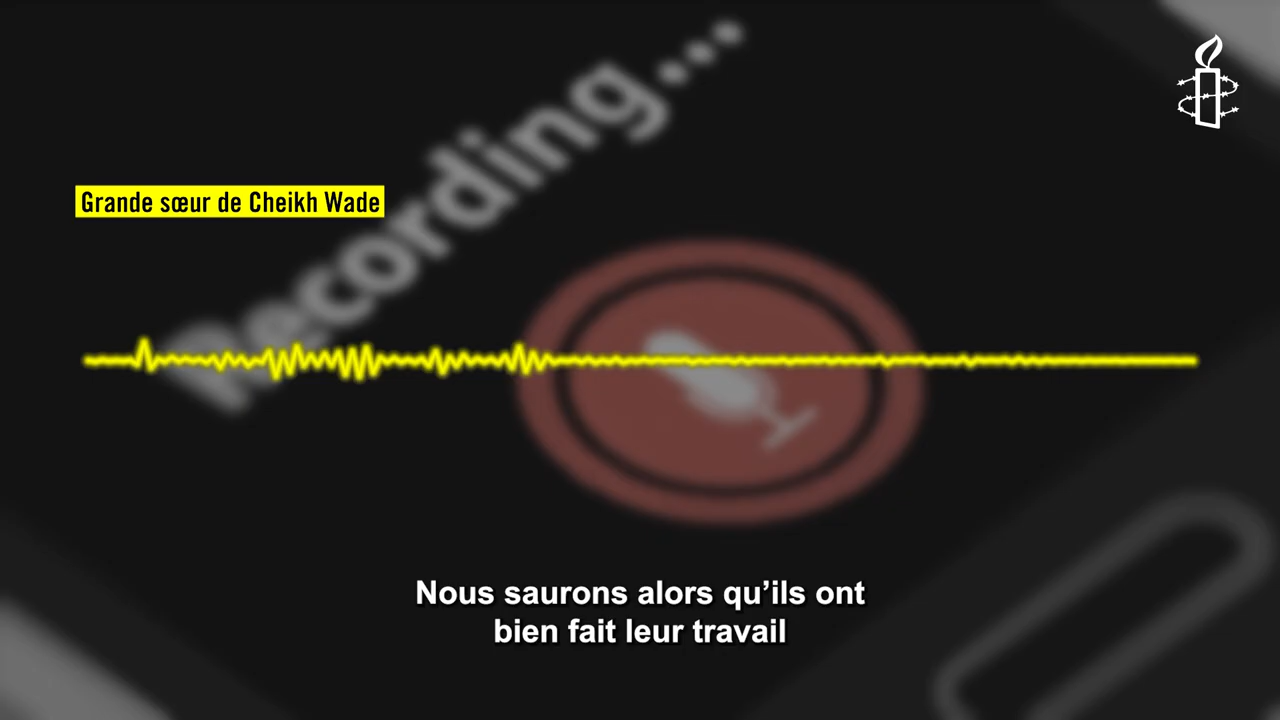 Recording...
Grande sœur de Cheikh Wade
Nous saurons alors qu’ils ont
bien fait leur travail